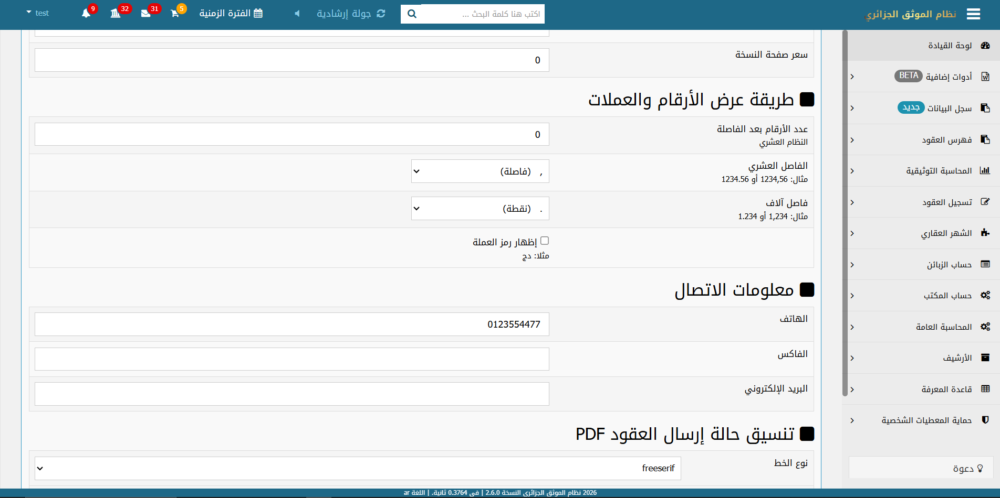 نظام الموثق الجزائري
اكتب هنا كلمة البحث ...
جولة إرشادية
الفترة الزمنية
5
31
32
9
test
لوحة القيادة
أدوات إضافية BETA
سجل البيانات جديد
فهرس العقود
المحاسبة التوثيقية
تسجيل العقود
الشهر العقاري
حساب الزبائن
حساب المكتب
المحاسبة العامة
الأرشيف
قاعدة المعرفة
حماية المعطيات الشخصية
دعوة
سعر صفحة النسخة
0
طريقة عرض الأرقام والعملات
عدد الأرقام بعد الفاصلة
النظام العشري
0
الفاصل العشري
مثال: 1234,56 أو 1234.56
, (فاصلة)
فاصل آلاف
مثال: 1,234 أو 1.234
. (نقطة)
إظهار رمز العملة
مثلا: دج
معلومات الاتصال
الهاتف
0123554477
الفاكس
البريد الإلكتروني
تنسيق حالة إرسال العقود PDF
نوع الخط
freeserif
2026 نظام الموثق الجزائري النسخة 2.6.0 | في 0.3764 ثانية. | اللغة ar